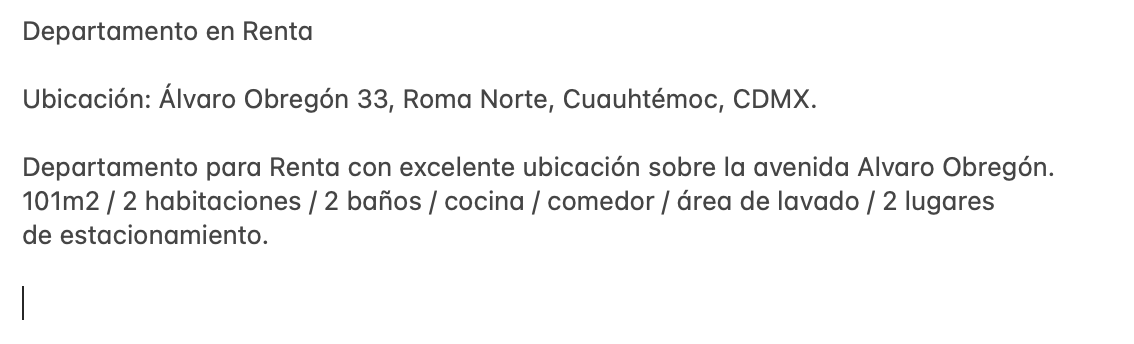 Departamento en Renta
Ubicación: Álvaro Obregón 33, Roma Norte, Cuauhtémoc, CDMX.
Departamento para Renta con excelente ubicación sobre la avenida Alvaro Obregón.
101m2 / 2 habitaciones / 2 baños / cocina / comedor / área de lavado / 2 lugares
de estacionamiento.